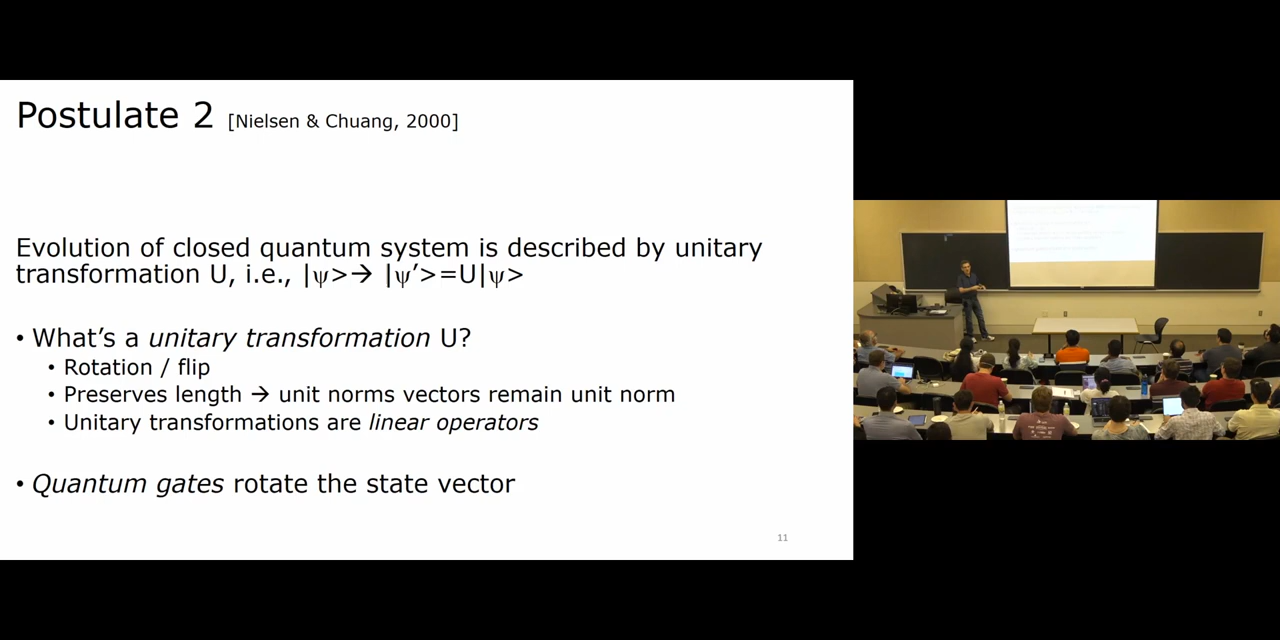 Postulate 2 [Nielsen & Chuang, 2000]
Evolution of closed quantum system is described by unitary
transformation U, i.e., |ψ>→ |ψ′>=U|ψ>
• What’s a unitary transformation U?
• Rotation / flip
• Preserves length → unit norms vectors remain unit norm
• Unitary transformations are linear operators
• Quantum gates rotate the state vector
11